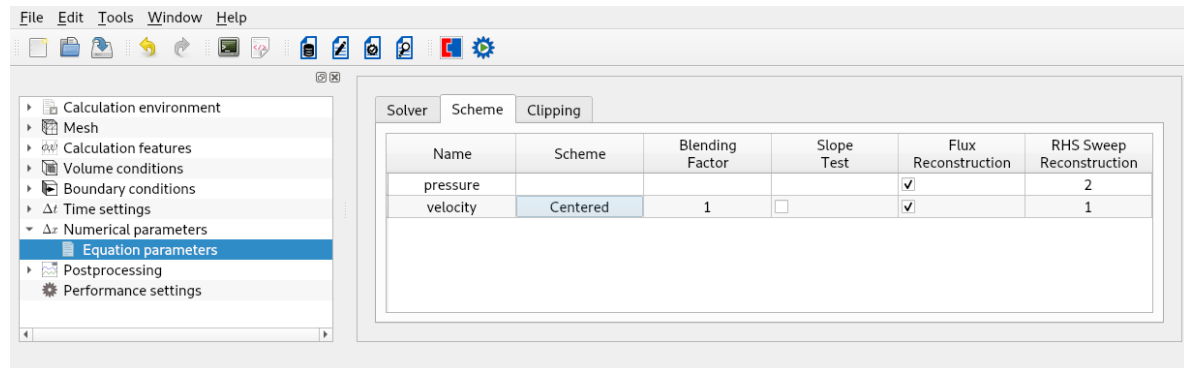 File Edit Tools Window Help
Calculation environment
Mesh
Calculation features
Volume conditions
Boundary conditions
Δt Time settings
Δx Numerical parameters
Equation parameters
Postprocessing
Performance settings
Solver Scheme Clipping
Name Scheme Blending Factor Slope Test Flux Reconstruction RHS Sweep Reconstruction
pressure 2
velocity Centered 1 1